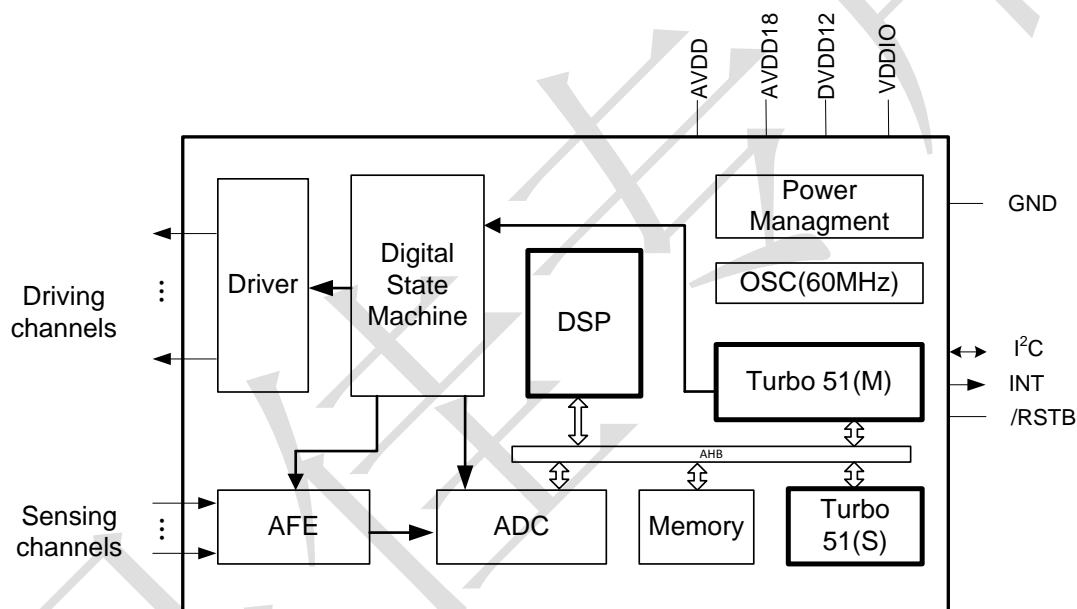 AVDD
AVDD18
DVDD12
VDDIO
Power
Managment
GND
Driver
Digital
State
Machine
OSC(60MHz)
DSP
Driving
channels
⋮
Turbo 51(M)
I²C
INT
/RSTB
AHB
Sensing
channels
⋮
AFE
ADC
Memory
Turbo
51(S)